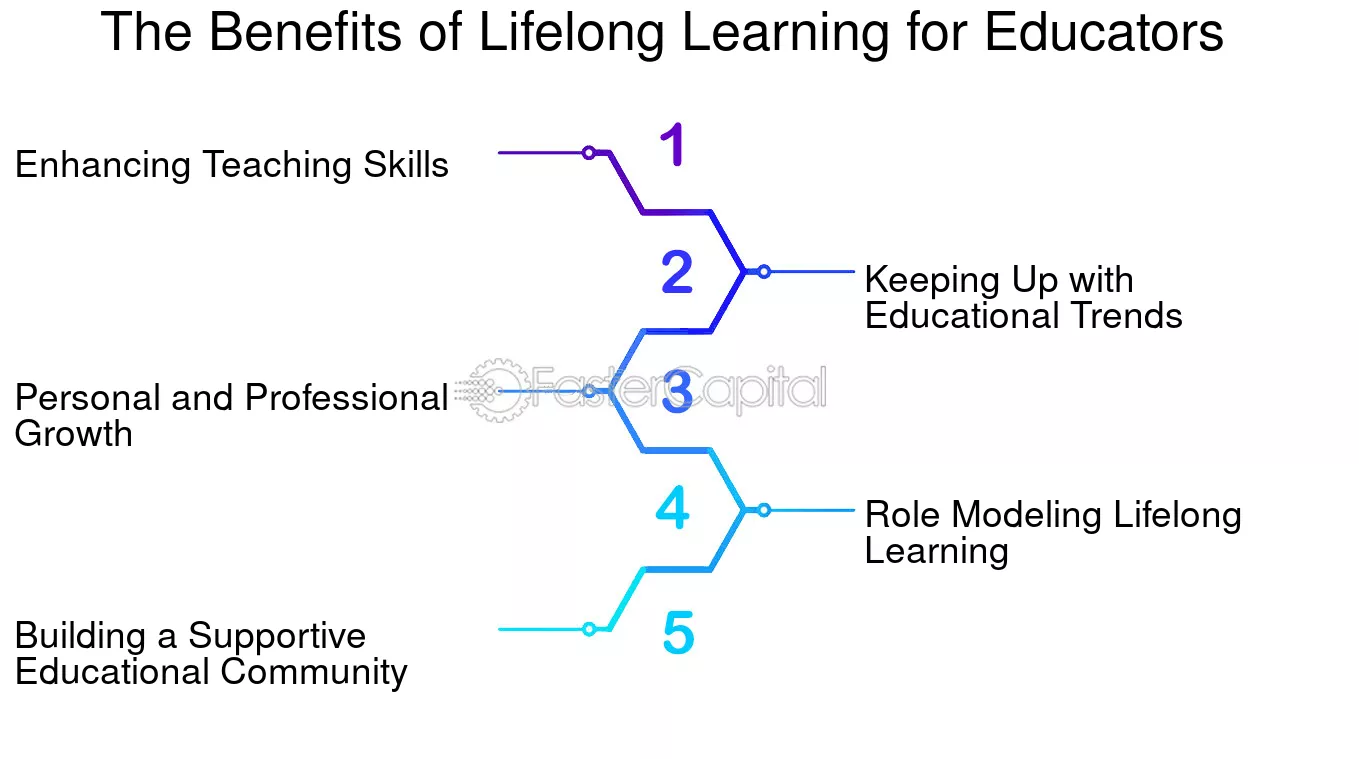 The Benefits of Lifelong Learning for Educators
1
Enhancing Teaching Skills
2
Keeping Up with
Educational Trends
3
Personal and Professional
Growth
FasterCapital
4
Role Modeling Lifelong
Learning
5
Building a Supportive
Educational Community